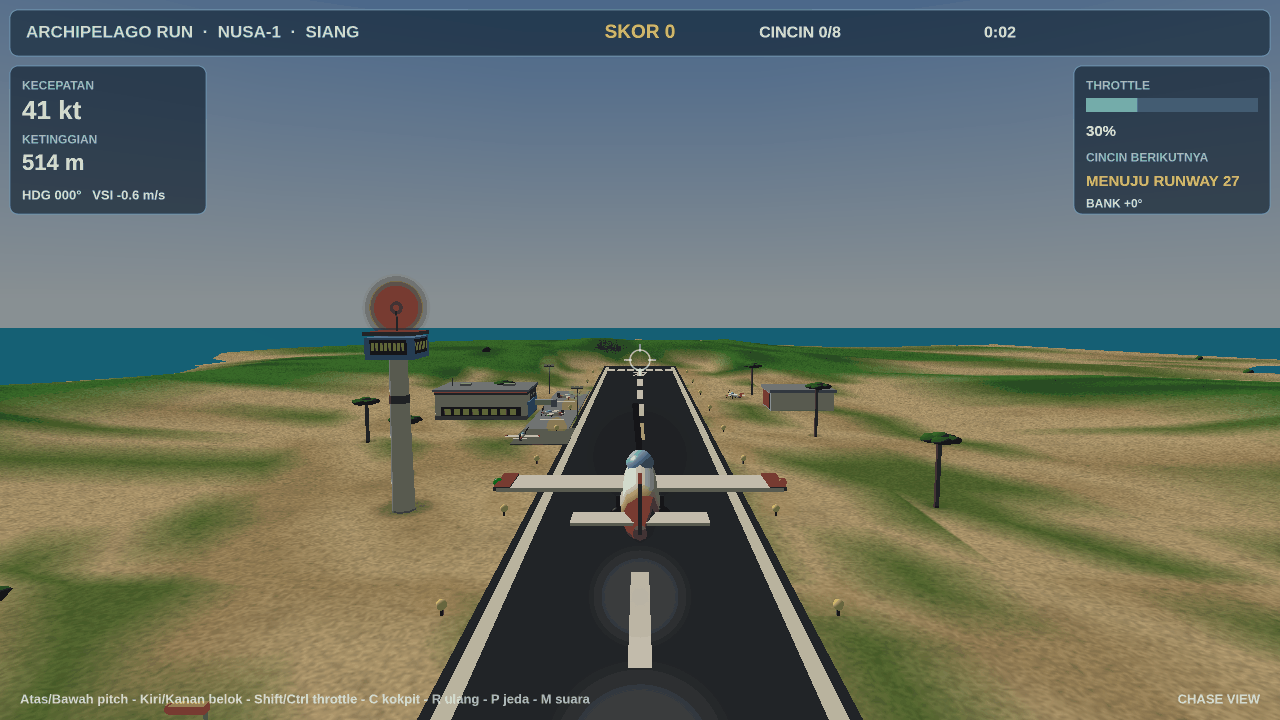 ARCHIPELAGO RUN · NUSA-1 · SIANG
SKOR 0
CINCIN 0/8
0:02
KECEPATAN
41 kt
KETINGGIAN
514 m
HDG 000° VSI -0.6 m/s
THROTTLE
30%
CINCIN BERIKUTNYA
MENUJU RUNWAY 27
BANK +0°
Atas/Bawah pitch - Kiri/Kanan belok - Shift/Ctrl throttle - C kokpit - R ulang - P jeda - M suara
CHASE VIEW